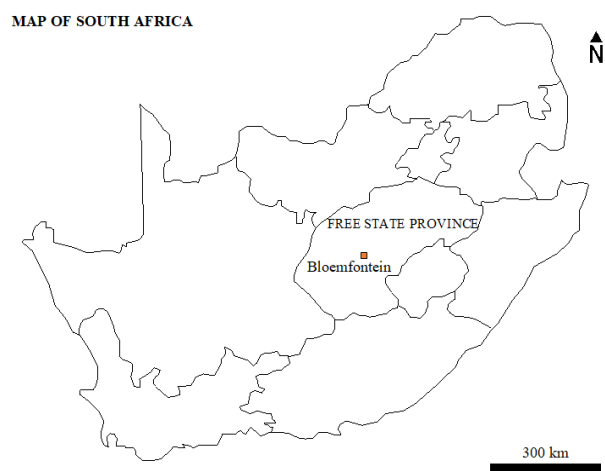 MAP OF SOUTH AFRICA
N
FREE STATE PROVINCE
Bloemfontein
300 km